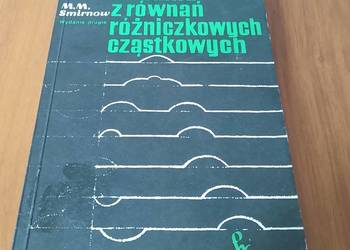 M.M.
Smirnow
Wydanie drugie
z równań
różniczkowych
cząstkowych